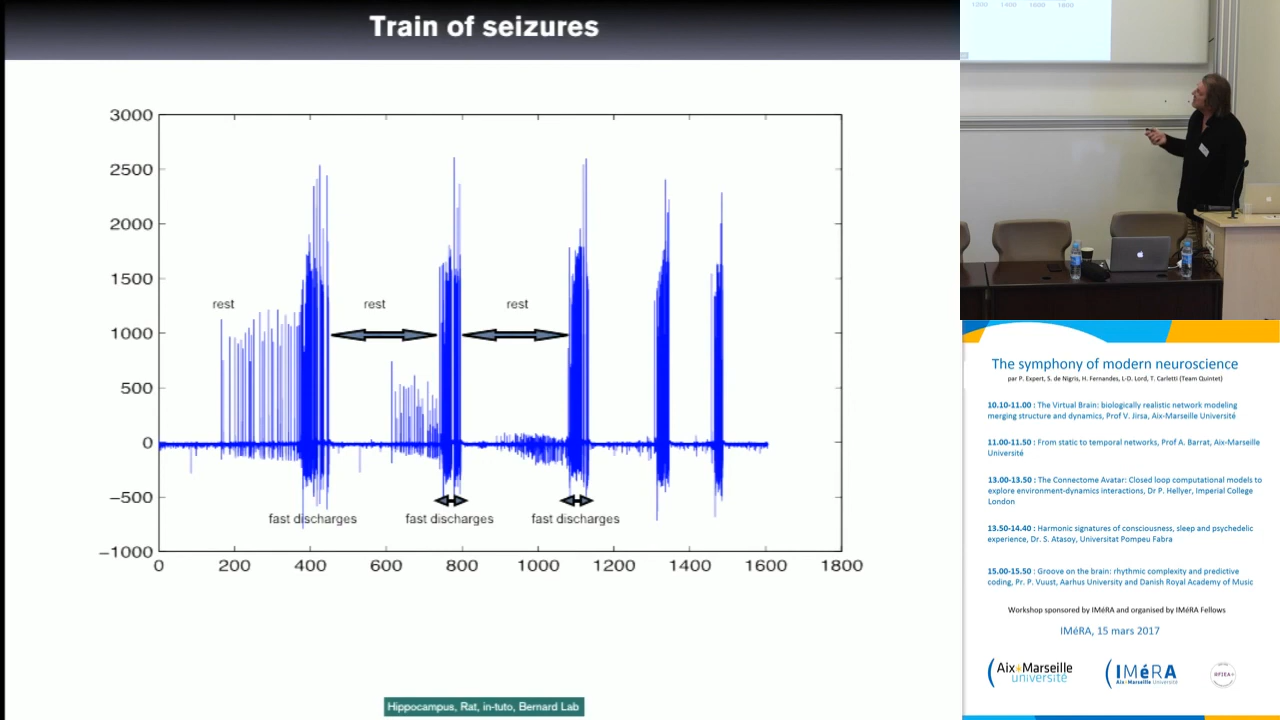 Train of seizures
3000
2500
2000
1500
1000
500
0
−500
−1000
rest
rest
rest
fast discharges
fast discharges
fast discharges
0 200 400 600 800 1000 1200 1400 1600 1800
Hippocampus, Rat, in-tuto, Bernard Lab
1200 1400 1600 1800
The symphony of modern neuroscience
par P. Expert, S. de Nigris, H. Fernandes, L-D. Lord, T. Carletti (Team Quintet)
10.10-11.00 : The Virtual Brain: biologically realistic network modeling
merging structure and dynamics, Prof V. Jirsa, Aix-Marseille Université
11.00-11.50 : From static to temporal networks, Prof A. Barrat, Aix-Marseille
Université
13.00-13.50 : The Connectome Avatar: Closed loop computational models to
explore environment-dynamics interactions, Dr P. Hellyer, Imperial College
London
13.50-14.40 : Harmonic signatures of consciousness, sleep and psychedelic
experience, Dr. S. Atasoy, Universitat Pompeu Fabra
15.00-15.50 : Groove on the brain: rhythmic complexity and predictive
coding, Pr. P. Vuust, Aarhus University and Danish Royal Academy of Music
Workshop sponsored by IMéRA and organised by IMéRA Fellows
IMéRA, 15 mars 2017
Aix Marseille
université
IMéRA
Aix - Marseille Université
RFIEA+